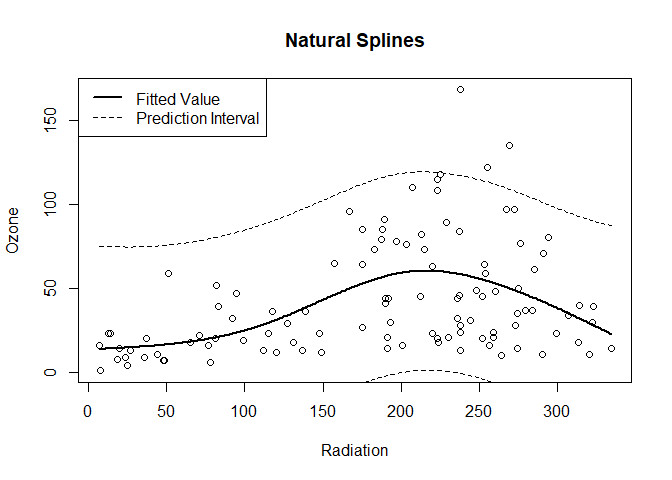 Natural Splines
Fitted Value
Prediction Interval
Ozone
150
100
50
0
0 50 100 150 200 250 300
Radiation